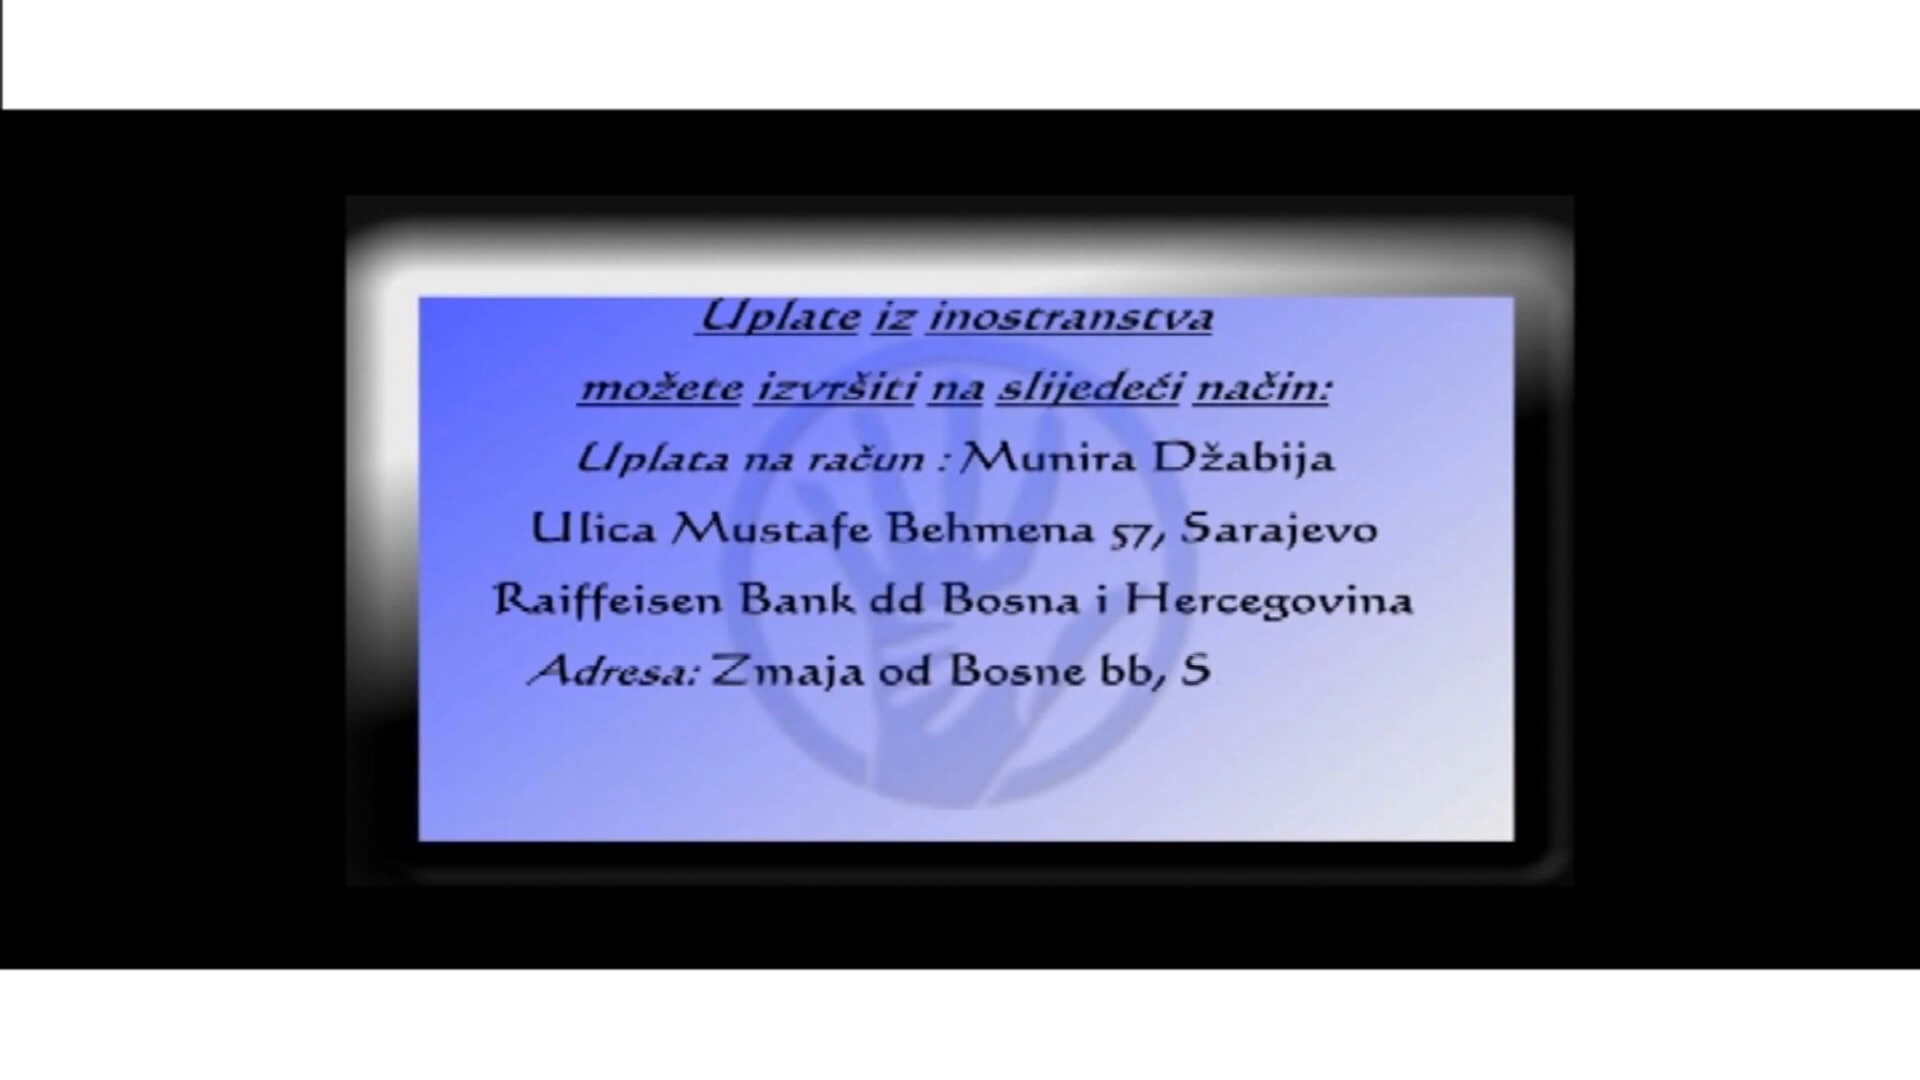 Uplate iz inostranstva
možete izvršiti na slijedeći način:
Uplata na račun : Munira Džabija
Ulica Mustafe Behmena 57, Sarajevo
Raiffeisen Bank dd Bosna i Hercegovina
Adresa: Zmaja od Bosne bb, S